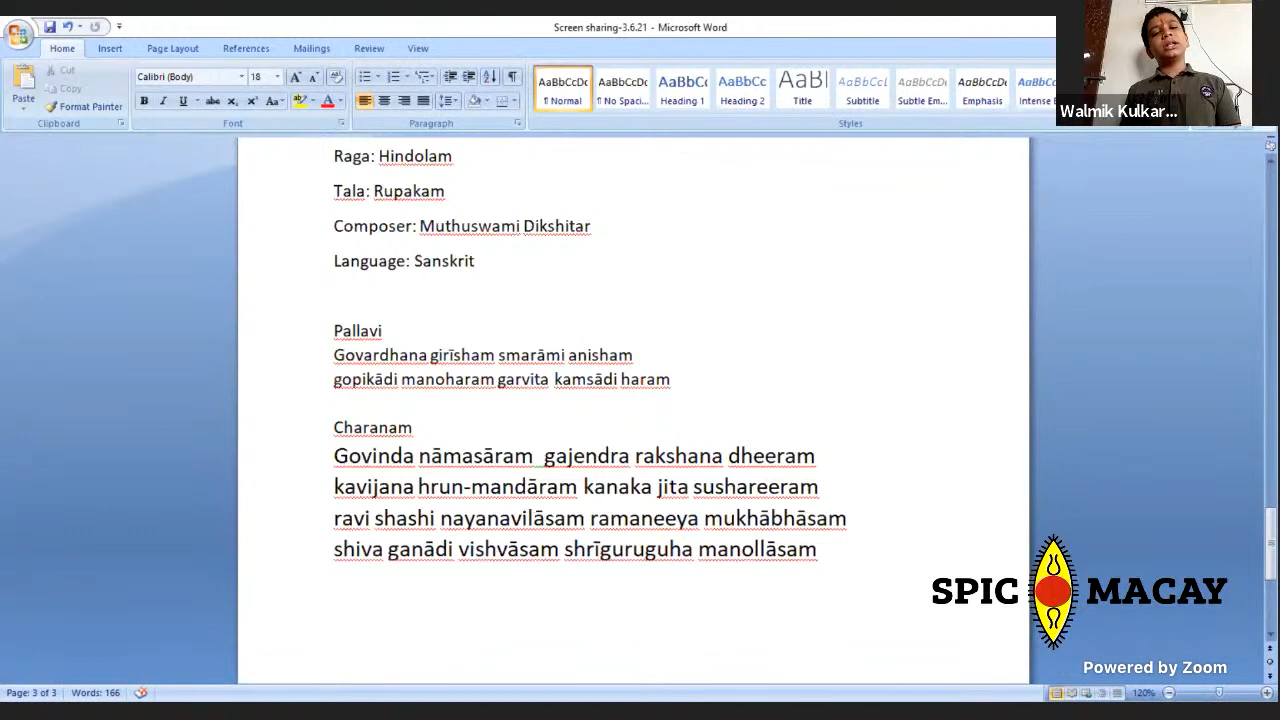 Screen sharing-3.6.21 - Microsoft Word
Home Insert Page Layout References Mailings Review View
Paste
Cut
Copy
Format Painter
Clipboard
Calibri (Body) 18
Font
Paragraph
AaBbCcDc AaBbCcDc AaBbC AaBbCc AaB AaBbCcL AaBbCcDc AaBbCcDc AaBbCcD
¶ Normal ¶ No Spaci... Heading 1 Heading 2 Title Subtitle Subtle Em... Emphasis Intense E
Styles
Walmik Kulkar...
Raga: Hindolam
Tala: Rupakam
Composer: Muthuswami Dikshitar
Language: Sanskrit
Pallavi
Govardhana girīsham smarāmi anisham
gopikādi manoharam garvita kamsādi haram
Charanam
Govinda nāmasāram gajendra rakshana dheeram
kavijana hrun-mandāram kanaka jita sushareeram
ravi shashi nayanavilāsam ramaneeya mukhābhāsam
shiva ganādi vishvāsam shrīguruguha manollāsam
SPIC MACAY
Powered by Zoom
Page: 3 of 3 Words: 166
120%